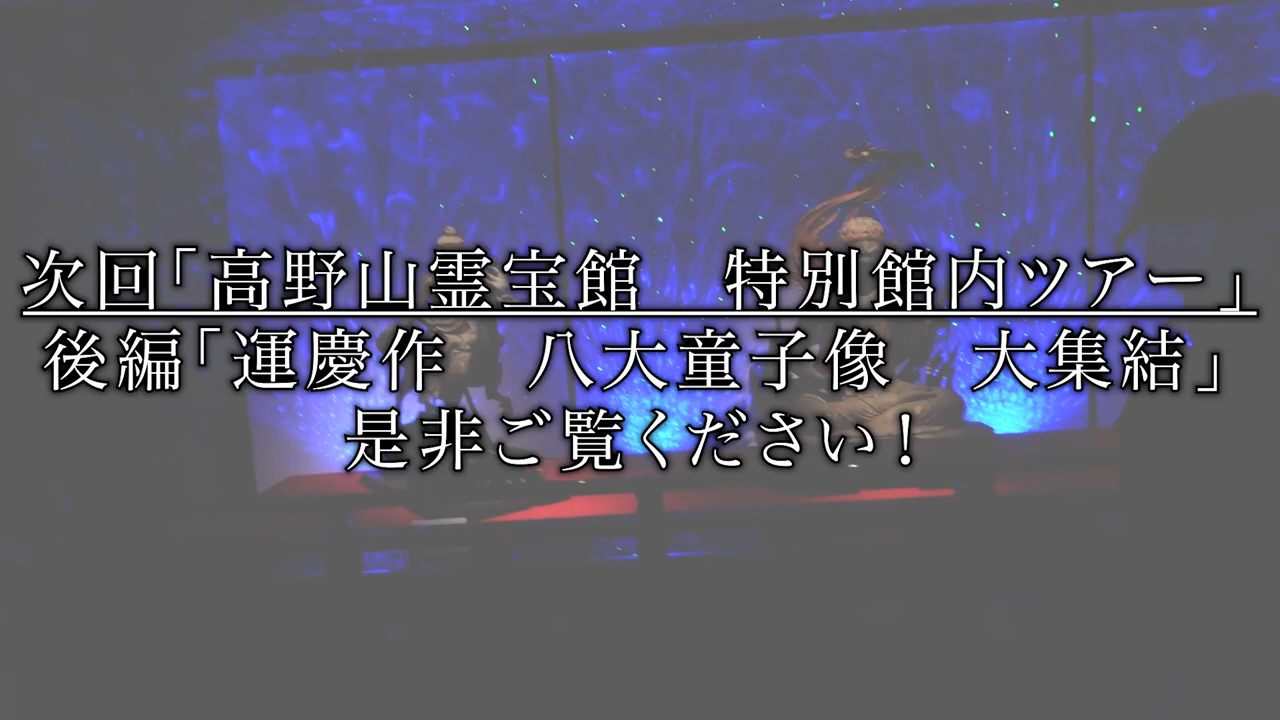 次回「高野山霊宝館　特別館内ツアー」
後編「運慶作　八大童子像　大集結」
是非ご覧ください！